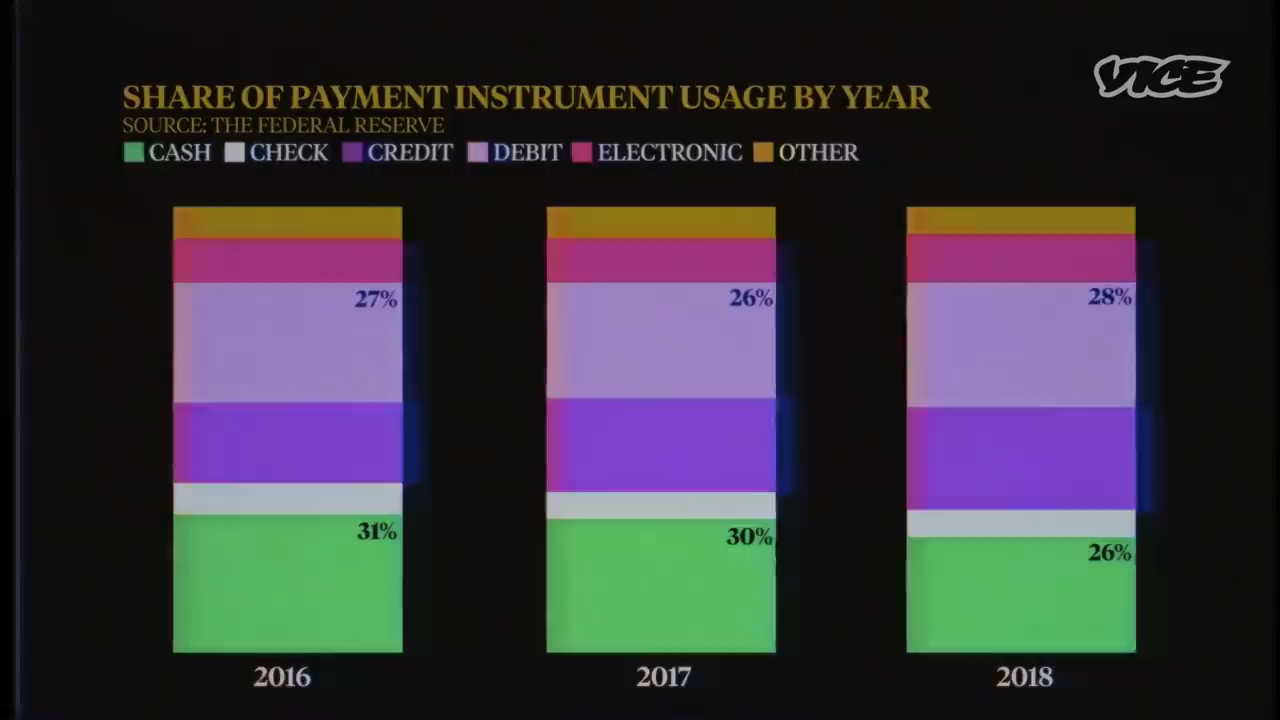 VICE
SHARE OF PAYMENT INSTRUMENT USAGE BY YEAR
SOURCE: THE FEDERAL RESERVE
CASH CHECK CREDIT DEBIT ELECTRONIC OTHER
27% 26% 28%
31% 30% 26%
2016 2017 2018